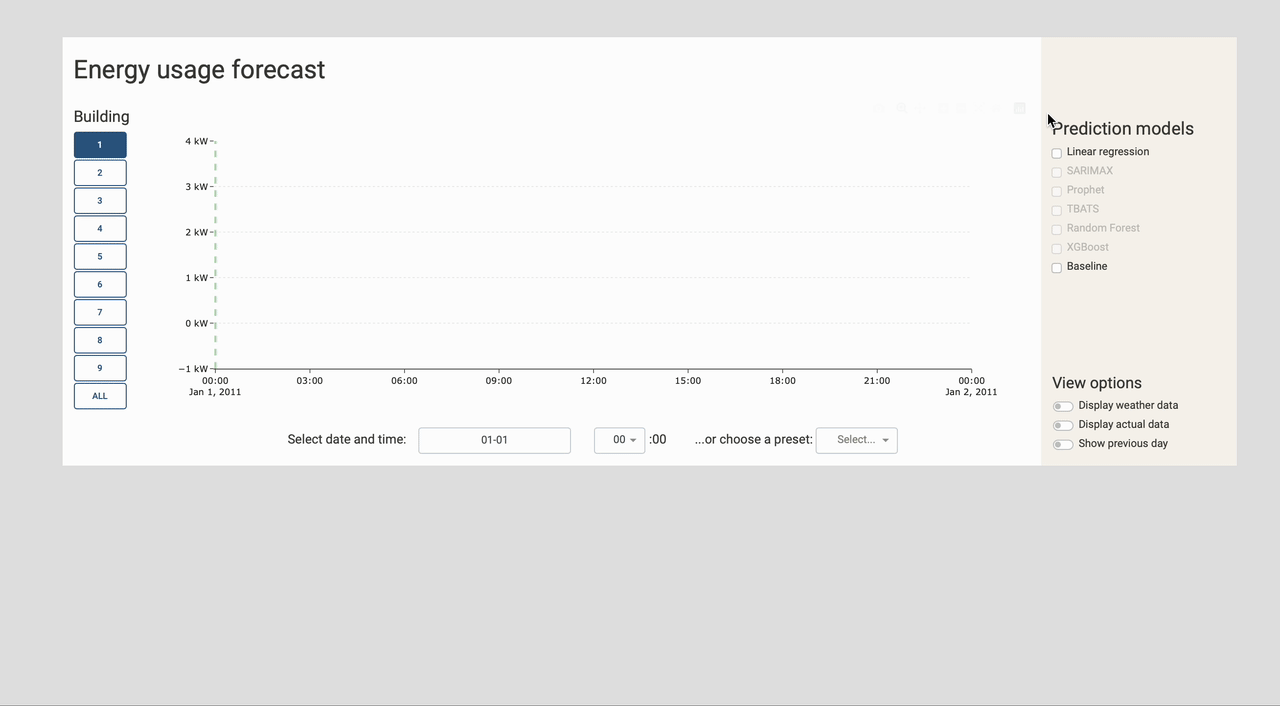 Energy usage forecast
Building
1
2
3
4
5
6
7
8
9
ALL
4 kW
3 kW
2 kW
1 kW
0 kW
−1 kW
00:00 03:00 06:00 09:00 12:00 15:00 18:00 21:00 00:00
Jan 1, 2011 Jan 2, 2011
Select date and time: 01-01 00 :00 ...or choose a preset: Select...
Prediction models
Linear regression
SARIMAX
Prophet
TBATS
Random Forest
XGBoost
Baseline
View options
Display weather data
Display actual data
Show previous day